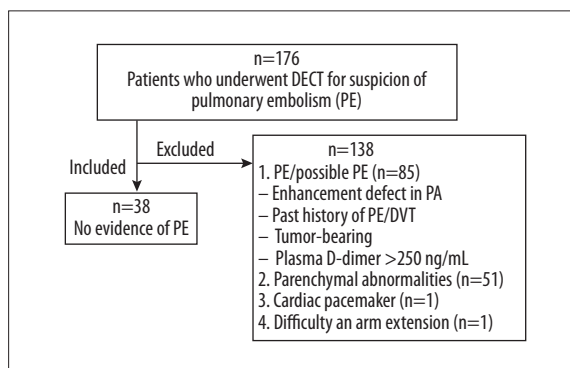 n=176
Patients who underwent DECT for suspicion of
pulmonary embolism (PE)
Excluded
Included
n=38
No evidence of PE
n=138
1. PE/possible PE (n=85)
– Enhancement defect in PA
– Past history of PE/DVT
– Tumor-bearing
– Plasma D-dimer >250 ng/mL
2. Parenchymal abnormalities (n=51)
3. Cardiac pacemaker (n=1)
4. Difficulty an arm extension (n=1)